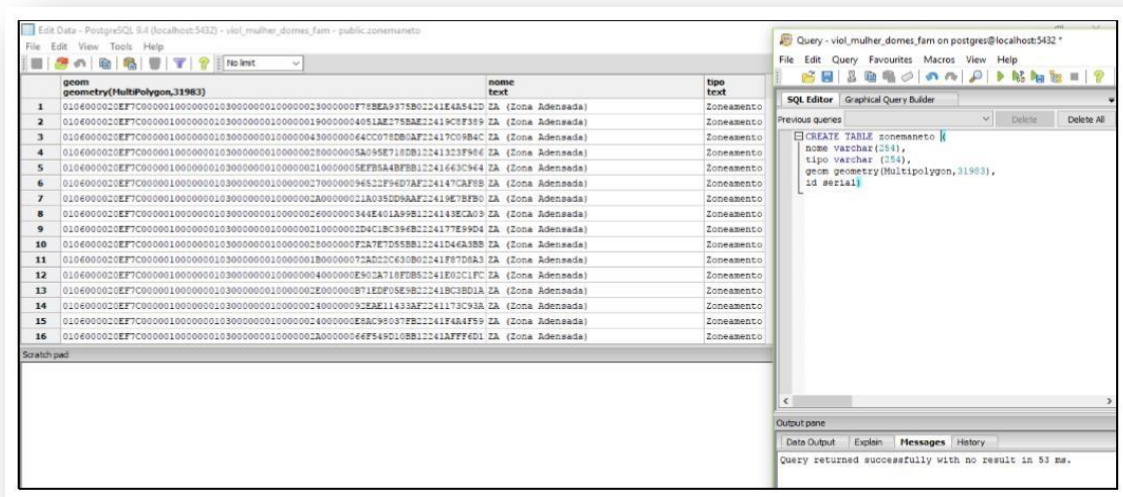 Edit Data - PostgreSQL 9.4 (localhost:5432) - viol_mulher_domes_fam - public.zonemaneto
File Edit View Tools Help
No limit
geom
geometry(MultiPolygon,31983)
nome
text
tipo
text
1 ZA (Zona Adensada) Zoneamento
2 ZA (Zona Adensada) Zoneamento
3 ZA (Zona Adensada) Zoneamento
4 ZA (Zona Adensada) Zoneamento
5 ZA (Zona Adensada) Zoneamento
6 ZA (Zona Adensada) Zoneamento
7 ZA (Zona Adensada) Zoneamento
8 ZA (Zona Adensada) Zoneamento
9 ZA (Zona Adensada) Zoneamento
10 ZA (Zona Adensada) Zoneamento
11 ZA (Zona Adensada) Zoneamento
12 ZA (Zona Adensada) Zoneamento
13 ZA (Zona Adensada) Zoneamento
14 ZA (Zona Adensada) Zoneamento
15 ZA (Zona Adensada) Zoneamento
16 ZA (Zona Adensada) Zoneamento
Scratch pad
Query - viol_mulher_domes_fam on postgres@localhost:5432 *
File Edit Query Favourites Macros View Help
SQL Editor Graphical Query Builder
Previous queries Delete Delete All
CREATE TABLE zonemaneto (
nome varchar(254),
tipo varchar (254),
geom geometry(Multipolygon,31983),
id serial)
Output pane
Data Output Explain Messages History
Query returned successfully with no result in 53 ms.